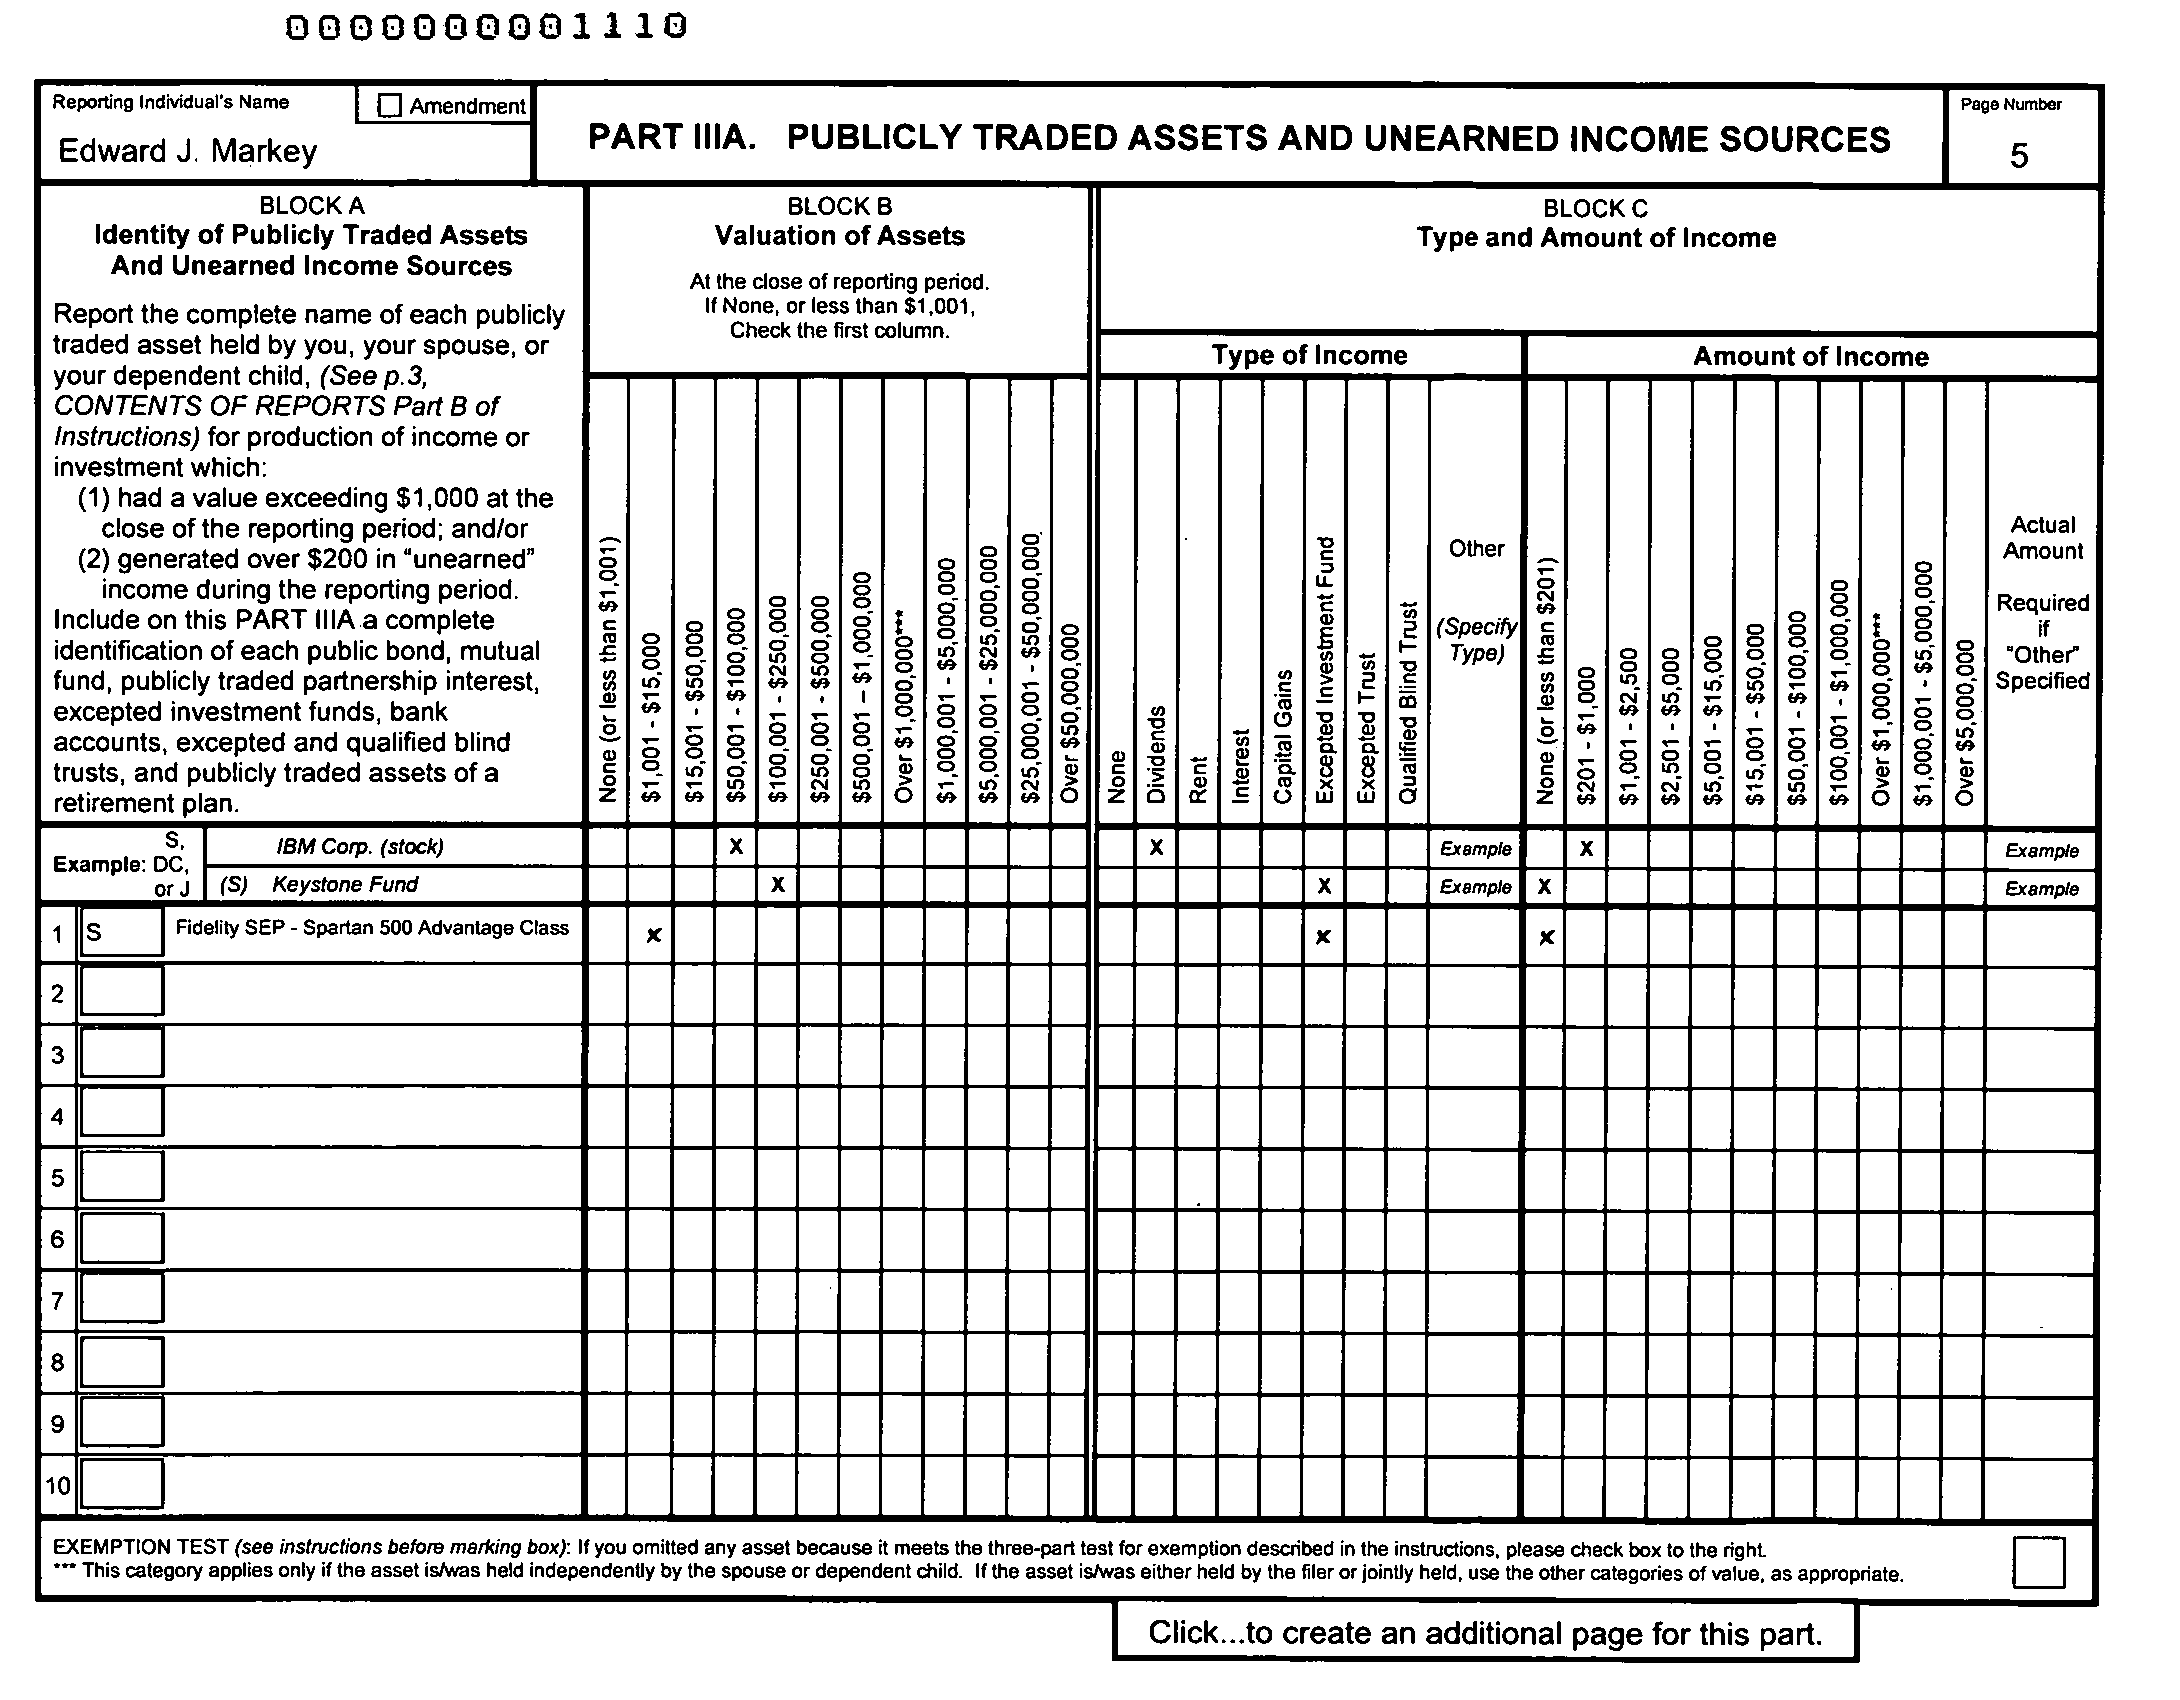 0000000001110
Reporting Individual's Name
☐ Amendment
Edward J. Markey
PART IIIA. PUBLICLY TRADED ASSETS AND UNEARNED INCOME SOURCES
Page Number
5
BLOCK A
Identity of Publicly Traded Assets
And Unearned Income Sources
Report the complete name of each publicly
traded asset held by you, your spouse, or
your dependent child, (See p.3,
CONTENTS OF REPORTS Part B of
Instructions) for production of income or
investment which:
(1) had a value exceeding $1,000 at the
close of the reporting period; and/or
(2) generated over $200 in "unearned"
income during the reporting period.
Include on this PART IIIA a complete
identification of each public bond, mutual
fund, publicly traded partnership interest,
excepted investment funds, bank
accounts, excepted and qualified blind
trusts, and publicly traded assets of a
retirement plan.
BLOCK B
Valuation of Assets
At the close of reporting period.
If None, or less than $1,001,
Check the first column.
None (or less than $1,001)
$1,001 - $15,000
$15,001 - $50,000
$50,001 - $100,000
$100,001 - $250,000
$250,001 - $500,000
$500,001 – $1,000,000
Over $1,000,000***
$1,000,001 - $5,000,000
$5,000,001 - $25,000,000
$25,000,001 - $50,000,000
Over $50,000,000
BLOCK C
Type and Amount of Income
Type of Income
None
Dividends
Rent
Interest
Capital Gains
Excepted Investment Fund
Excepted Trust
Qualified Blind Trust
Other
(Specify
Type)
Amount of Income
None (or less than $201)
$201 - $1,000
$1,001 - $2,500
$2,501 - $5,000
$5,001 - $15,000
$15,001 - $50,000
$50,001 - $100,000
$100,001 - $1,000,000
Over $1,000,000***
$1,000,001 - $5,000,000
Over $5,000,000
Actual
Amount
Required
if
"Other"
Specified
S,
Example: DC,
or J
IBM Corp. (stock) X X Example X Example
(S) Keystone Fund X X Example X Example
1 S Fidelity SEP - Spartan 500 Advantage Class x x x
2
3
4
5
6
7
8
9
10
EXEMPTION TEST (see instructions before marking box): If you omitted any asset because it meets the three-part test for exemption described in the instructions, please check box to the right.
*** This category applies only if the asset is/was held independently by the spouse or dependent child. If the asset is/was either held by the filer or jointly held, use the other categories of value, as appropriate.
Click...to create an additional page for this part.